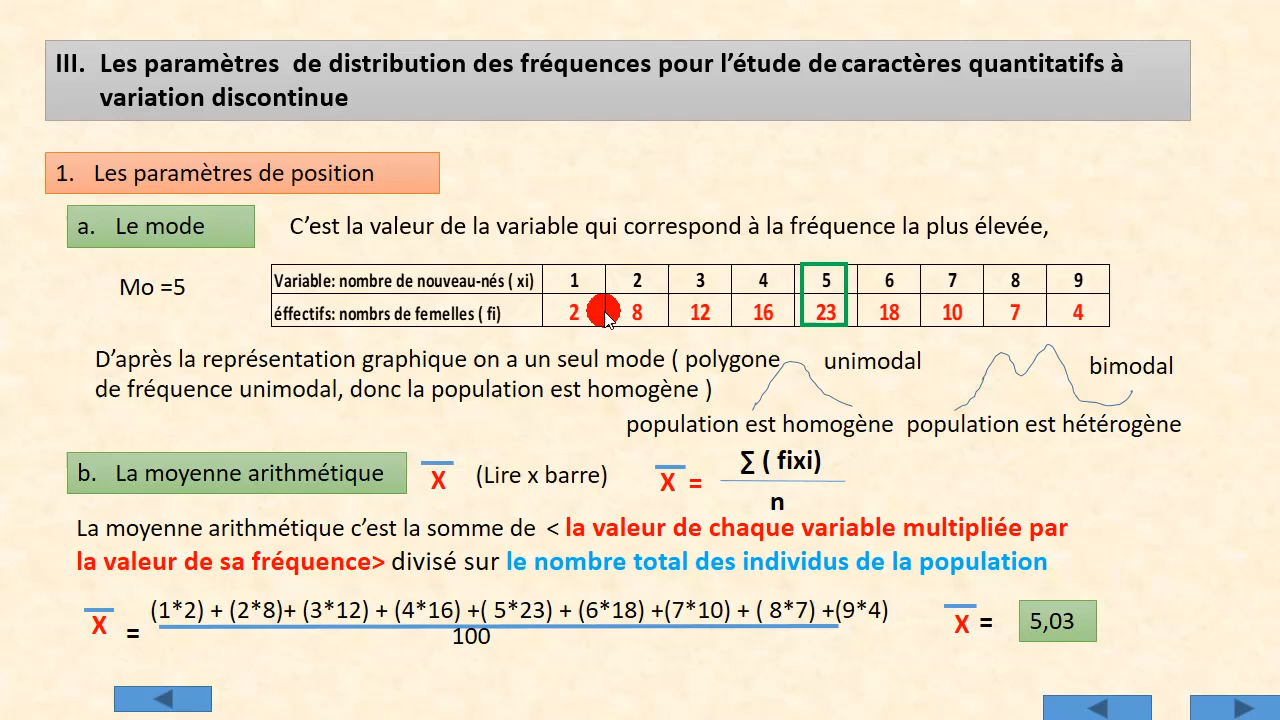 III. Les paramètres de distribution des fréquences pour l’étude de caractères quantitatifs à
variation discontinue
1. Les paramètres de position
a. Le mode
C’est la valeur de la variable qui correspond à la fréquence la plus élevée,
Mo =5
Variable: nombre de nouveau-nés ( xi) 1 2 3 4 5 6 7 8 9
éffectifs: nombrs de femelles ( fi) 2 8 12 16 23 18 10 7 4
D’après la représentation graphique on a un seul mode ( polygone
de fréquence unimodal, donc la population est homogène )
unimodal
bimodal
population est homogène
population est hétérogène
b. La moyenne arithmétique
X (Lire x barre)
X = ∑ ( fixi)
n
La moyenne arithmétique c’est la somme de < la valeur de chaque variable multipliée par
la valeur de sa fréquence> divisé sur le nombre total des individus de la population
X = (1*2) + (2*8)+ (3*12) + (4*16) +( 5*23) + (6*18) +(7*10) + ( 8*7) +(9*4)
100
X = 5,03